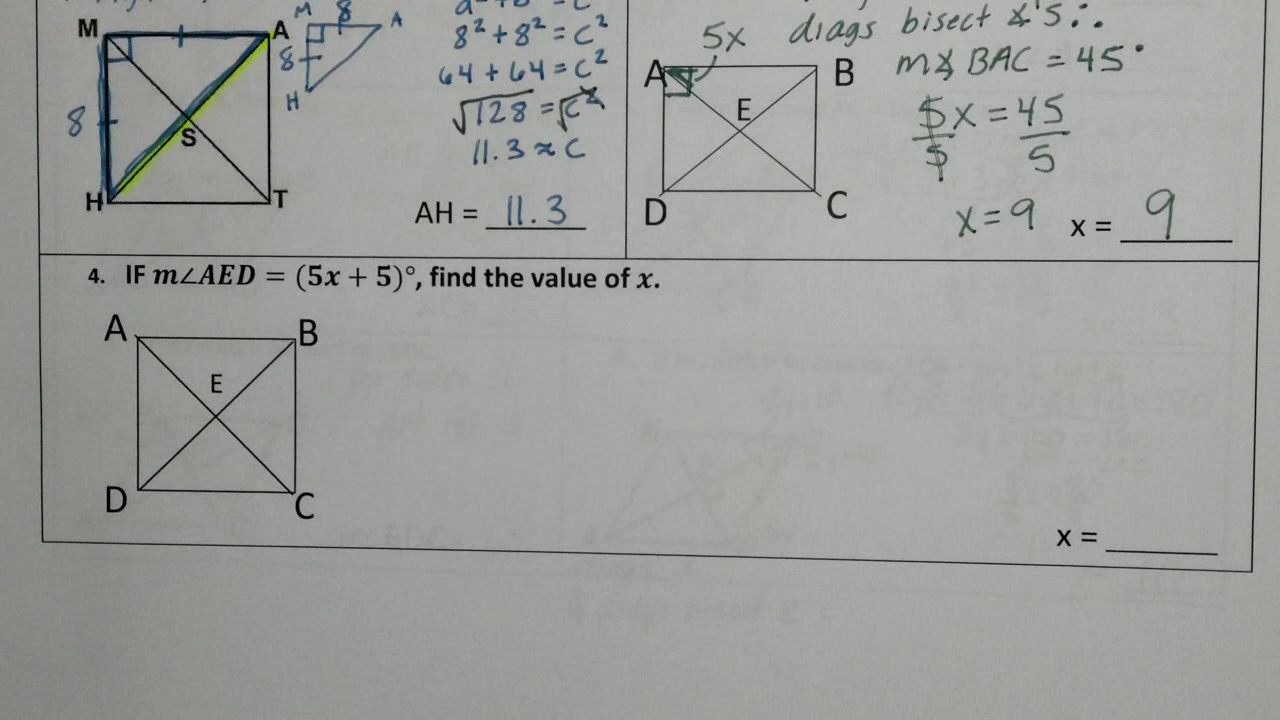 M 8 A
8
H
M
A
8
S
H
T
8² + 8² = c²
64 + 64 = c²
√128 = √c²
11.3 ≈ c
AH = 11.3
diags bisect ∡'s ∴
5x
m∡ BAC = 45°
A
B
E
D
C
5x = 45
5 5
x = 9 x = 9
4. IF m∠AED = (5x + 5)°, find the value of x.
A
B
E
D
C
x = ______